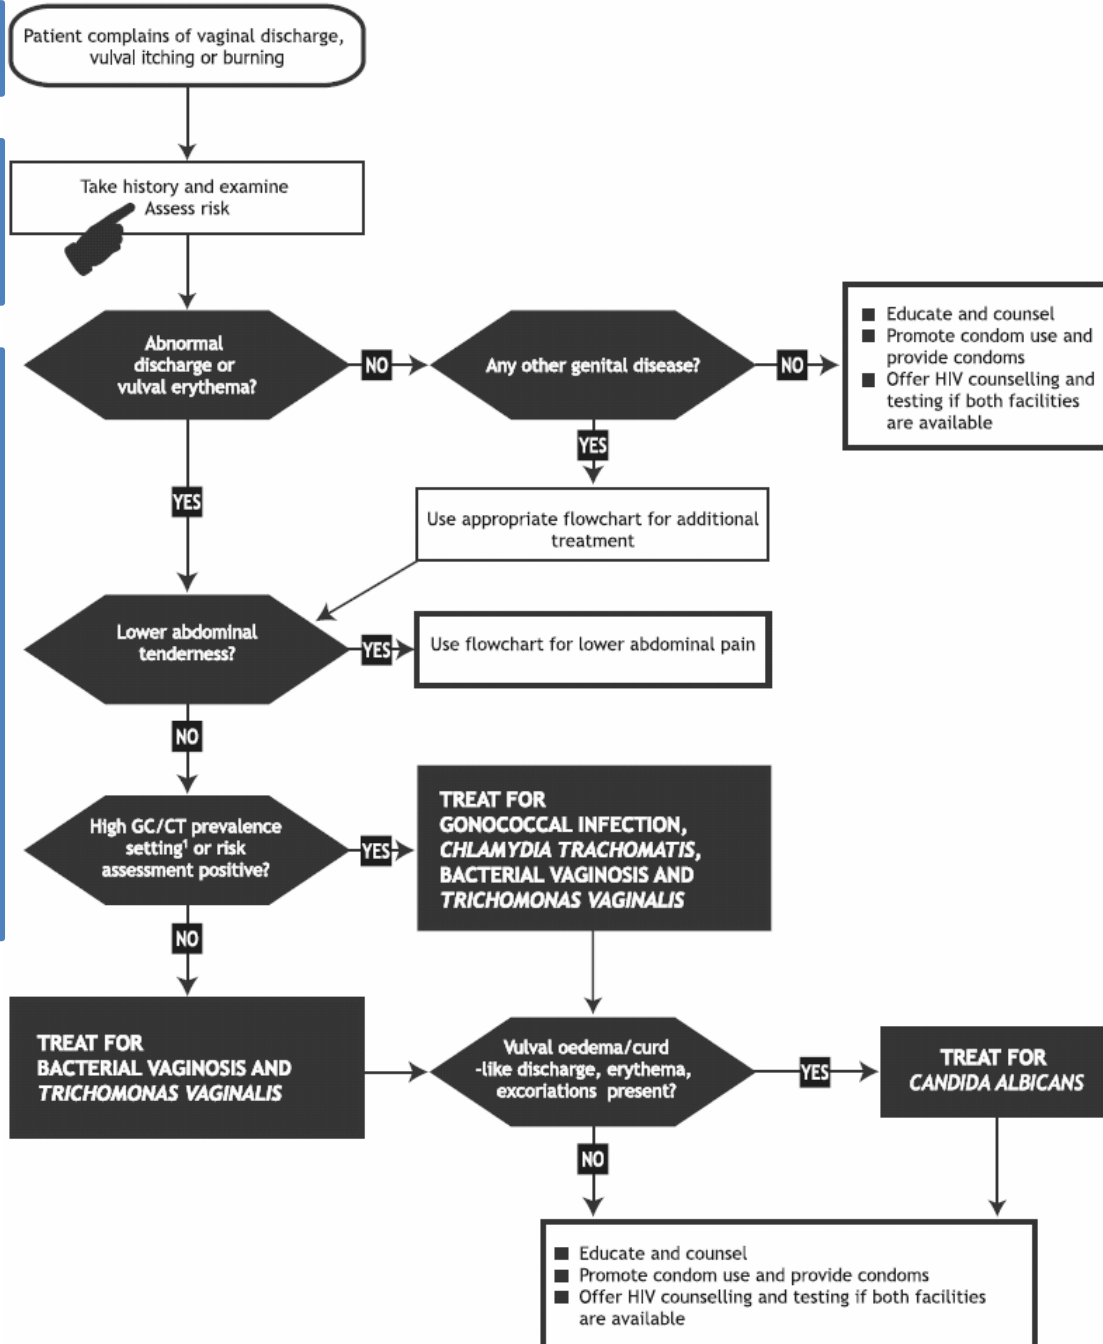 Patient complains of vaginal discharge,
vulval itching or burning
Take history and examine
Assess risk
Abnormal
discharge or
vulval erythema?
NO
Any other genital disease?
NO
■ Educate and counsel
■ Promote condom use and
provide condoms
■ Offer HIV counselling and
testing if both facilities
are available
YES
YES
Use appropriate flowchart for additional
treatment
Lower abdominal
tenderness?
YES
Use flowchart for lower abdominal pain
NO
High GC/CT prevalence
setting¹ or risk
assessment positive?
YES
TREAT FOR
GONOCOCCAL INFECTION,
CHLAMYDIA TRACHOMATIS,
BACTERIAL VAGINOSIS AND
TRICHOMONAS VAGINALIS
NO
TREAT FOR
BACTERIAL VAGINOSIS AND
TRICHOMONAS VAGINALIS
Vulval oedema/curd
-like discharge, erythema,
excoriations present?
YES
TREAT FOR
CANDIDA ALBICANS
NO
■ Educate and counsel
■ Promote condom use and provide condoms
■ Offer HIV counselling and testing if both facilities
are available